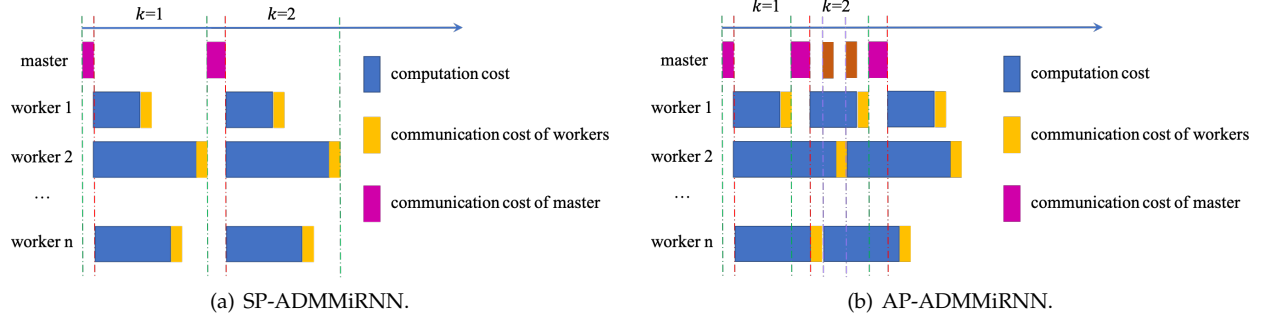 k=1 k=2
master
computation cost
worker 1
communication cost of workers
worker 2
...
communication cost of master
worker n
(a) SP-ADMMiRNN.
k=1 k=2
master
computation cost
worker 1
communication cost of workers
worker 2
...
communication cost of master
worker n
(b) AP-ADMMiRNN.